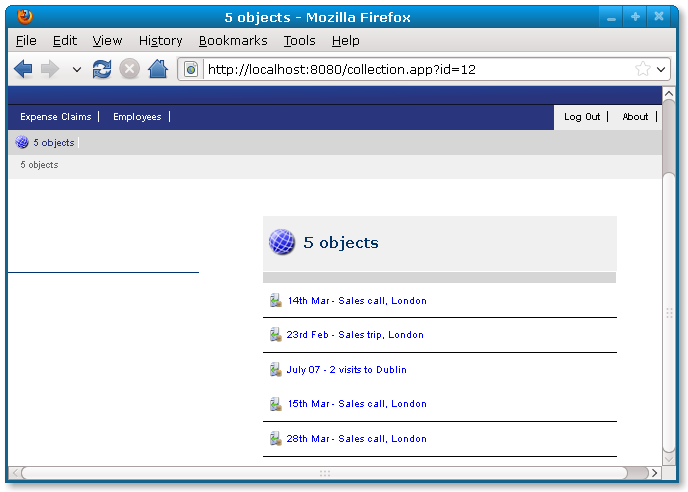 5 objects - Mozilla Firefox
File Edit View History Bookmarks Tools Help
http://localhost:8080/collection.app?id=12
Expense Claims Employees Log Out About
5 objects
5 objects
5 objects
14th Mar - Sales call, London
23rd Feb - Sales trip, London
July 07 - 2 visits to Dublin
15th Mar - Sales call, London
28th Mar - Sales call, London